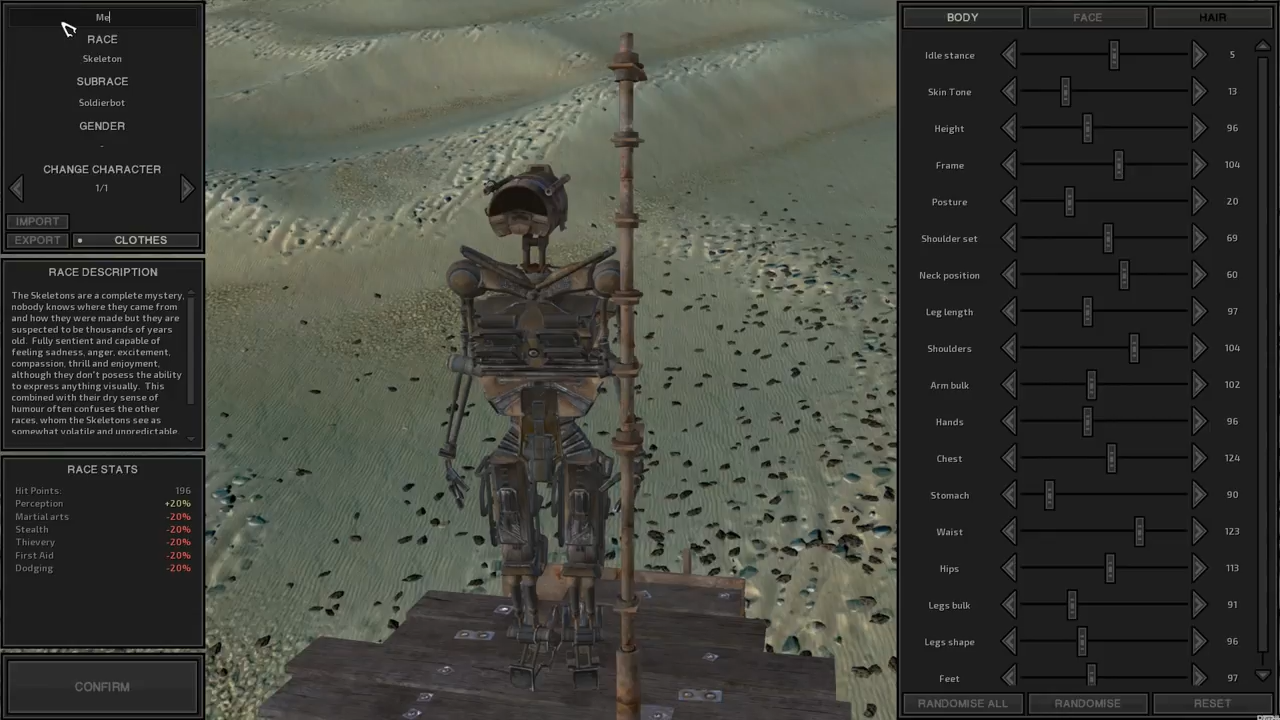 Me
RACE
Skeleton
SUBRACE
Soldierbot
GENDER
-
CHANGE CHARACTER
1/1
IMPORT
EXPORT
CLOTHES
RACE DESCRIPTION
The Skeletons are a complete mystery,
nobody knows where they came from
and how they were made but they are
suspected to be thousands of years
old. Fully sentient and capable of
feeling sadness, anger, excitement,
compassion, thrill and enjoyment,
although they don't posess the ability
to express anything visually. This
combined with their dry sense of
humour often confuses the other
races, whom the Skeletons see as
somewhat volatile and unpredictable.
RACE STATS
Hit Points: 196
Perception +20%
Martial arts -20%
Stealth -20%
Thievery -20%
First Aid -20%
Dodging -20%
CONFIRM
BODY FACE HAIR
Idle stance 5
Skin Tone 13
Height 96
Frame 104
Posture 20
Shoulder set 69
Neck position 60
Leg length 97
Shoulders 104
Arm bulk 102
Hands 96
Chest 124
Stomach 90
Waist 123
Hips 113
Legs bulk 91
Legs shape 96
Feet 97
RANDOMISE ALL RANDOMISE RESET